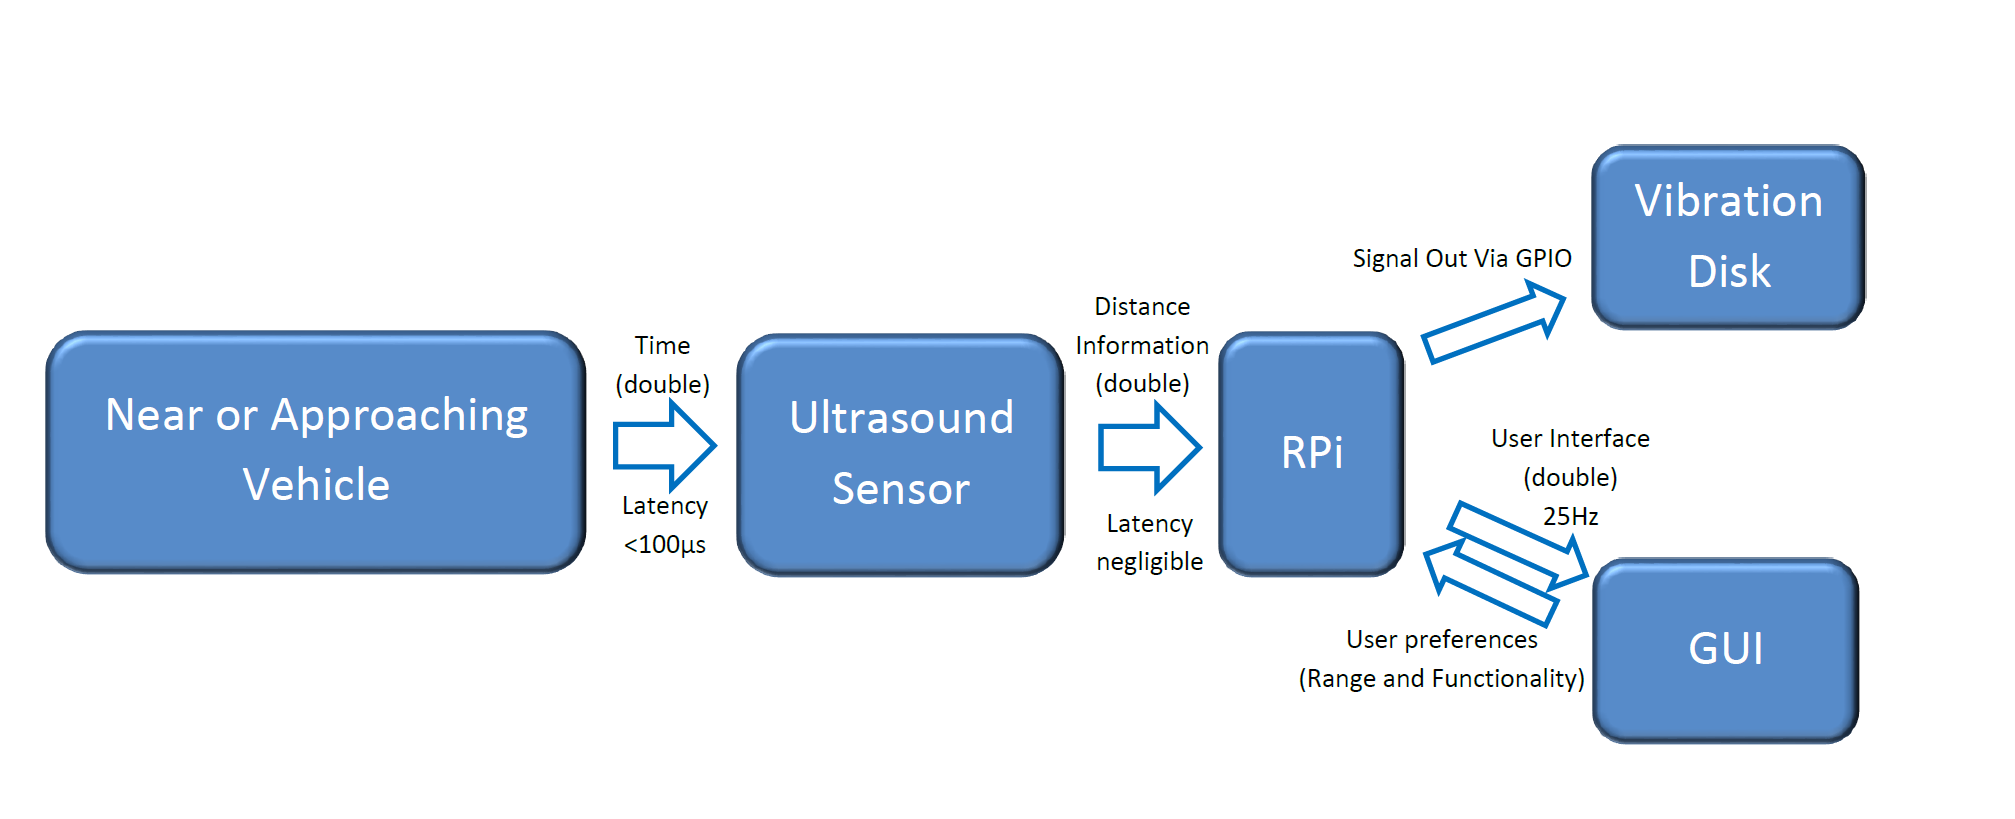 Near or Approaching
Vehicle
Time
(double)
Latency
<100µs
Ultrasound
Sensor
Distance
Information
(double)
Latency
negligible
RPi
Signal Out Via GPIO
Vibration
Disk
User Interface
(double)
25Hz
User preferences
(Range and Functionality)
GUI